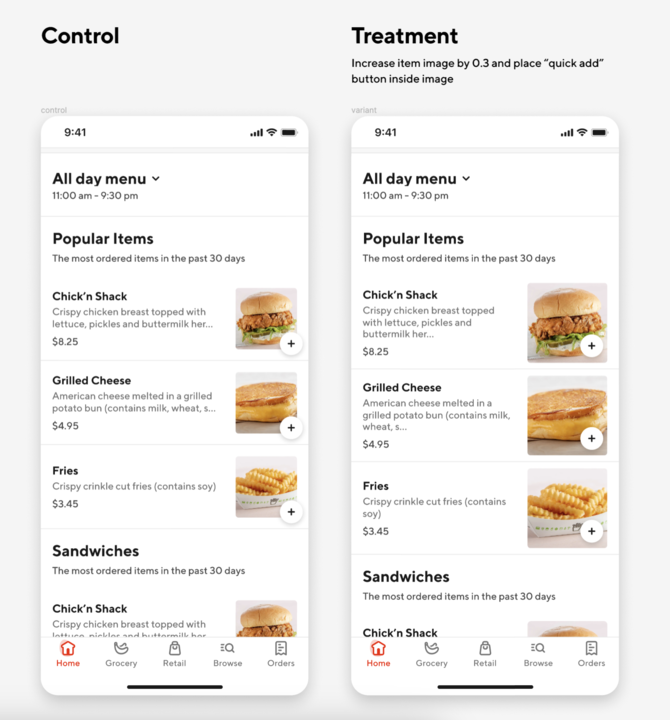 Control
control
9:41
All day menu
11:00 am – 9:30 pm
Popular Items
The most ordered items in the past 30 days
Chick’n Shack
Crispy chicken breast topped with
lettuce, pickles and buttermilk her...
$8.25
Grilled Cheese
American cheese melted in a grilled
potato bun (contains milk, wheat, s...
$4.95
Fries
Crispy crinkle cut fries (contains soy)
$3.45
Sandwiches
The most ordered items in the past 30 days
Chick’n Shack
Crispy chicken breast topped with
lettuce, pickles and buttermilk her
Home
Grocery
Retail
Browse
Orders
Treatment
Increase item image by 0.3 and place “quick add”
button inside image
variant
9:41
All day menu
11:00 am – 9:30 pm
Popular Items
The most ordered items in the past 30 days
Chick’n Shack
Crispy chicken breast topped
with lettuce, pickles and
buttermilk her...
$8.25
Grilled Cheese
American cheese melted in a
grilled potato bun (contains milk,
wheat, s...
$4.95
Fries
Crispy crinkle cut fries (contains
soy)
$3.45
Sandwiches
The most ordered items in the past 30 days
Chick’n Shack
Home
Grocery
Retail
Browse
Orders